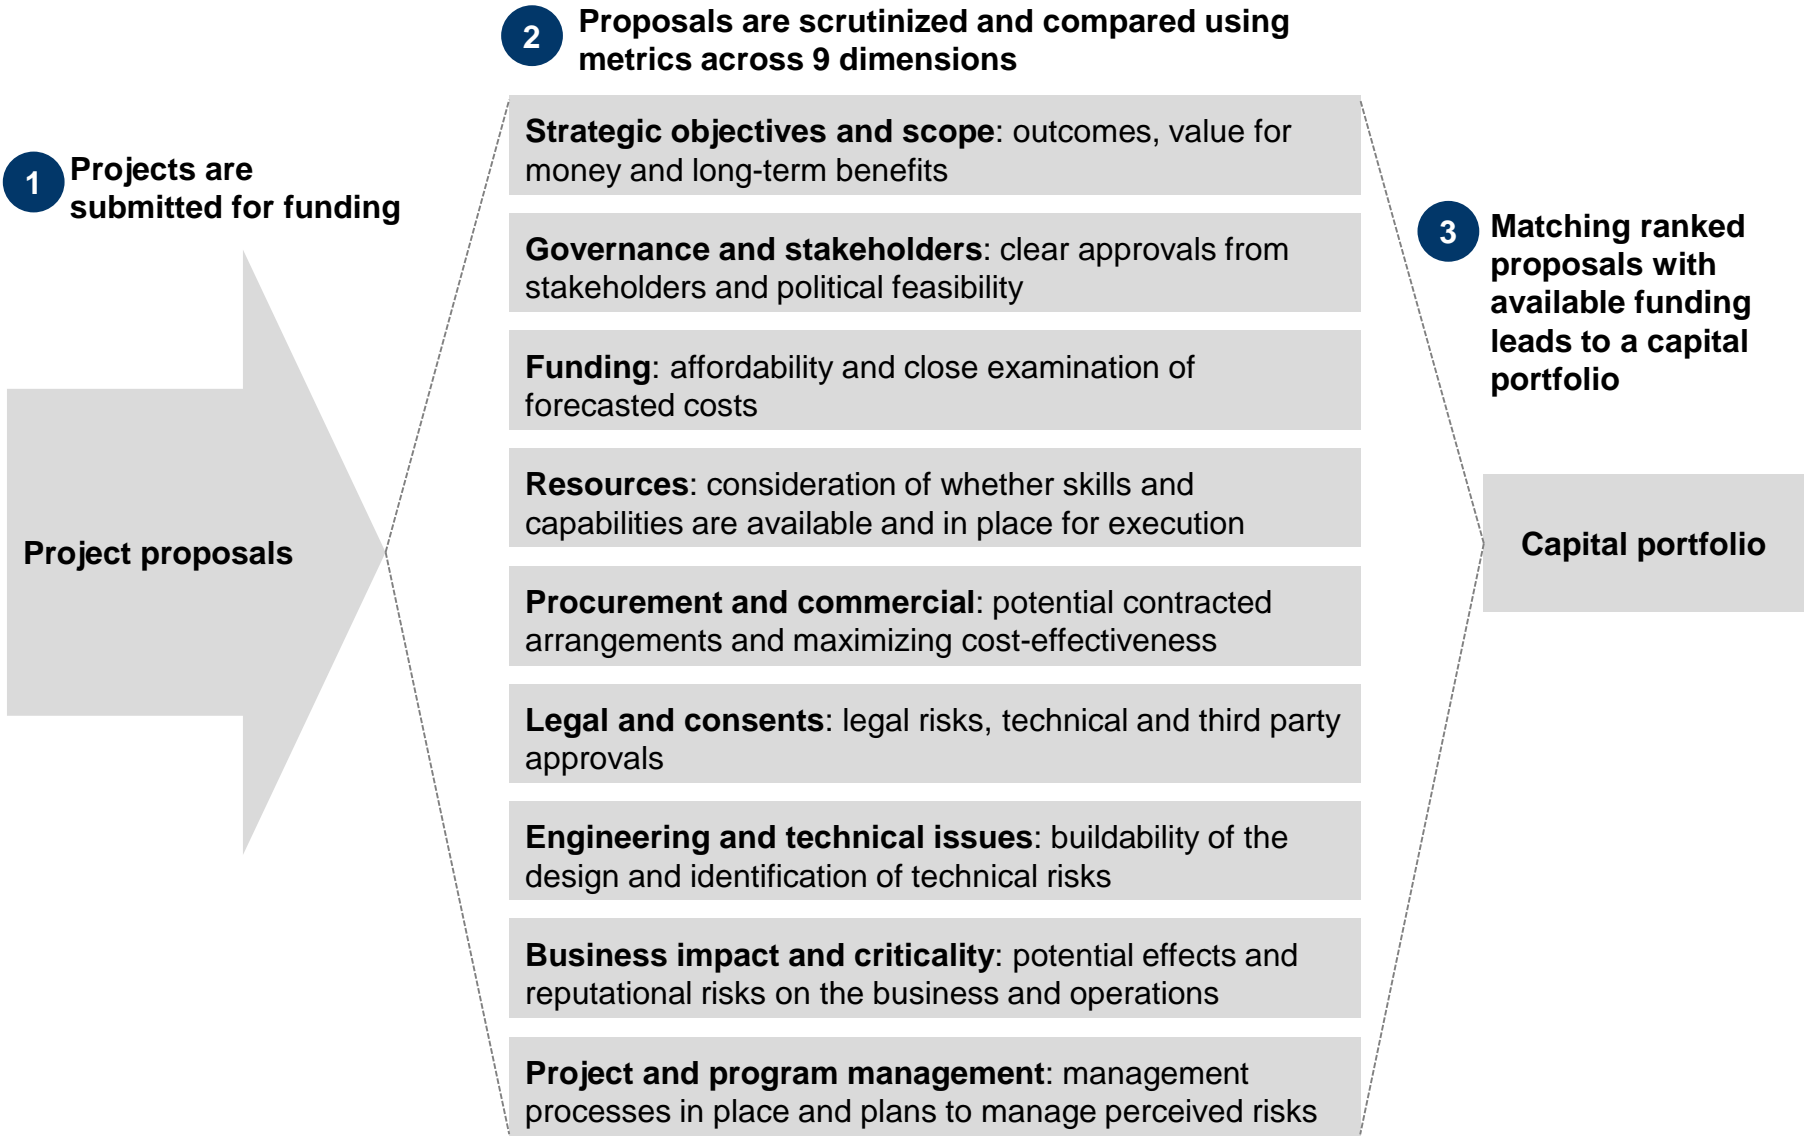 1
Projects are
submitted for funding
Project proposals
2
Proposals are scrutinized and compared using
metrics across 9 dimensions
Strategic objectives and scope: outcomes, value for
money and long-term benefits
Governance and stakeholders: clear approvals from
stakeholders and political feasibility
Funding: affordability and close examination of
forecasted costs
Resources: consideration of whether skills and
capabilities are available and in place for execution
Procurement and commercial: potential contracted
arrangements and maximizing cost-effectiveness
Legal and consents: legal risks, technical and third party
approvals
Engineering and technical issues: buildability of the
design and identification of technical risks
Business impact and criticality: potential effects and
reputational risks on the business and operations
Project and program management: management
processes in place and plans to manage perceived risks
3
Matching ranked
proposals with
available funding
leads to a capital
portfolio
Capital portfolio